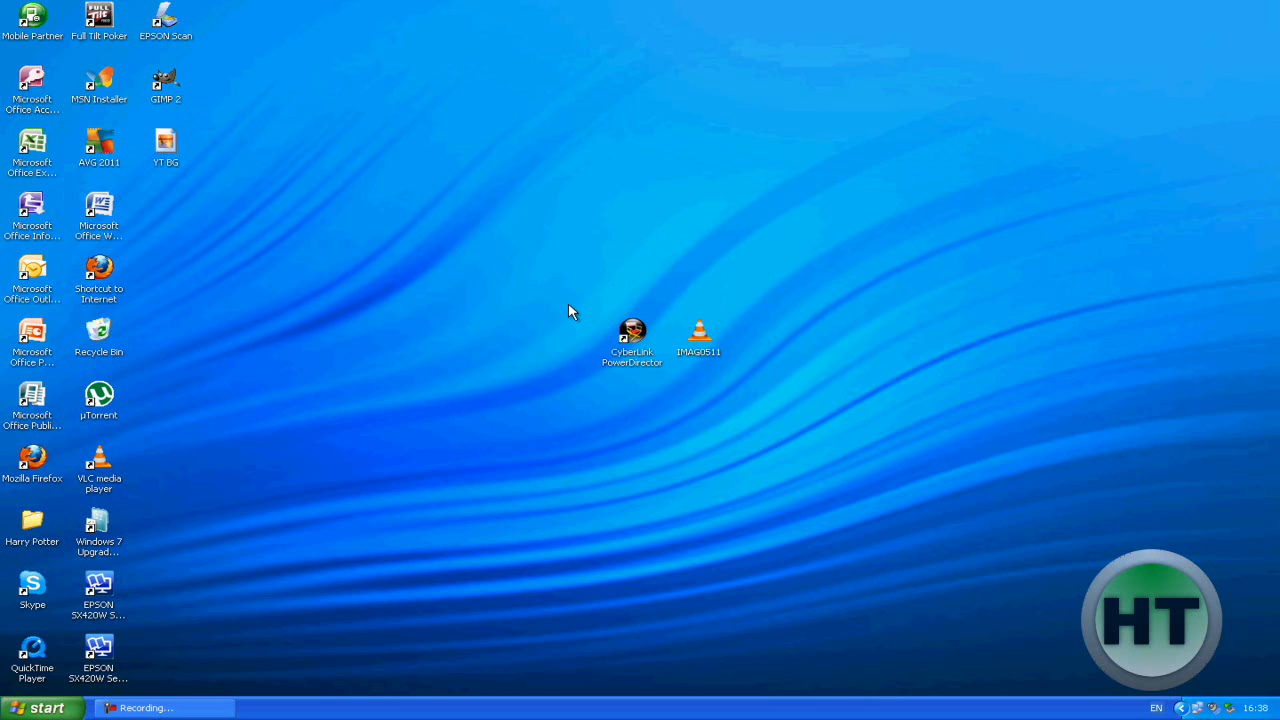 Mobile Partner
Full Tilt Poker
EPSON Scan
FULL
TiLT
Microsoft
Office Acc...
MSN Installer
GIMP 2
Microsoft
Office Ex...
AVG 2011
YT BG
Microsoft
Office Info...
Microsoft
Office W...
Microsoft
Office Outl...
Shortcut to
Internet
Microsoft
Office P...
Recycle Bin
CyberLink
PowerDirector
IMAG0511
Microsoft
Office Publi...
µTorrent
Mozilla Firefox
VLC media
player
Harry Potter
Windows 7
Upgrad...
Skype
EPSON
SX420W S...
QuickTime
Player
EPSON
SX420W Se...
HT
start
Recording...
EN
16:38